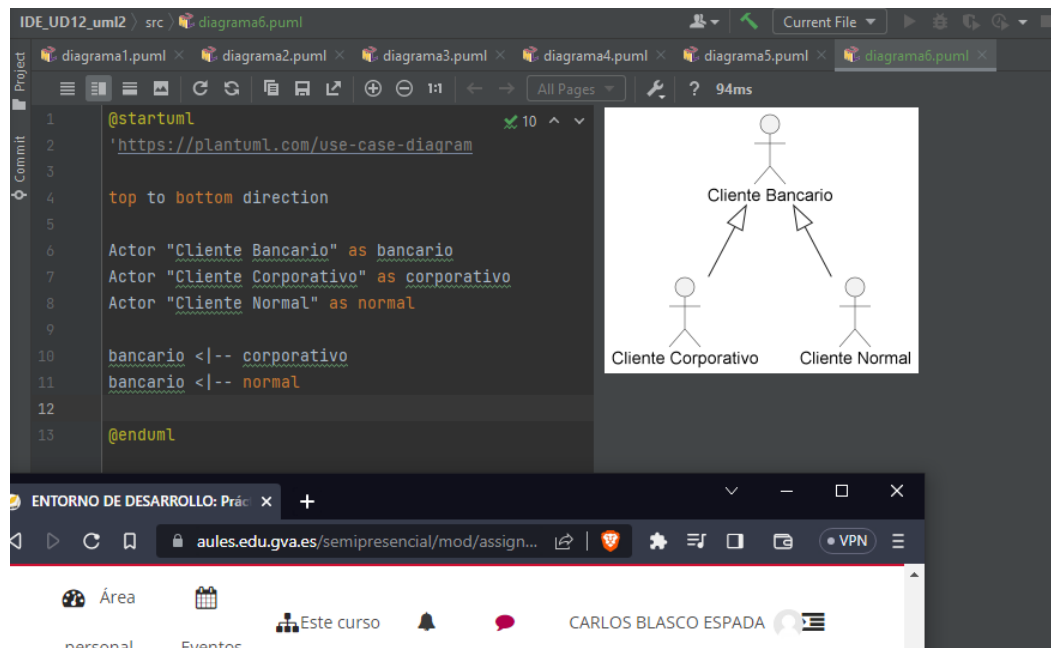 IDE_UD12_uml2 〉 src 〉 diagrama6.puml
Current File
diagrama1.puml diagrama2.puml diagrama3.puml diagrama4.puml diagrama5.puml diagrama6.puml
Project
Commit
1:1 All Pages ? 94ms
1 @startuml 10
2 'https://plantuml.com/use-case-diagram
3
4 top to bottom direction
5
6 Actor "Cliente Bancario" as bancario
7 Actor "Cliente Corporativo" as corporativo
8 Actor "Cliente Normal" as normal
9
10 bancario <|-- corporativo
11 bancario <|-- normal
12
13 @enduml
Cliente Bancario
Cliente Corporativo Cliente Normal
ENTORNO DE DESARROLLO: Prác
aules.edu.gva.es/semipresencial/mod/assign... VPN
Área
personal
Eventos
Este curso
CARLOS BLASCO ESPADA